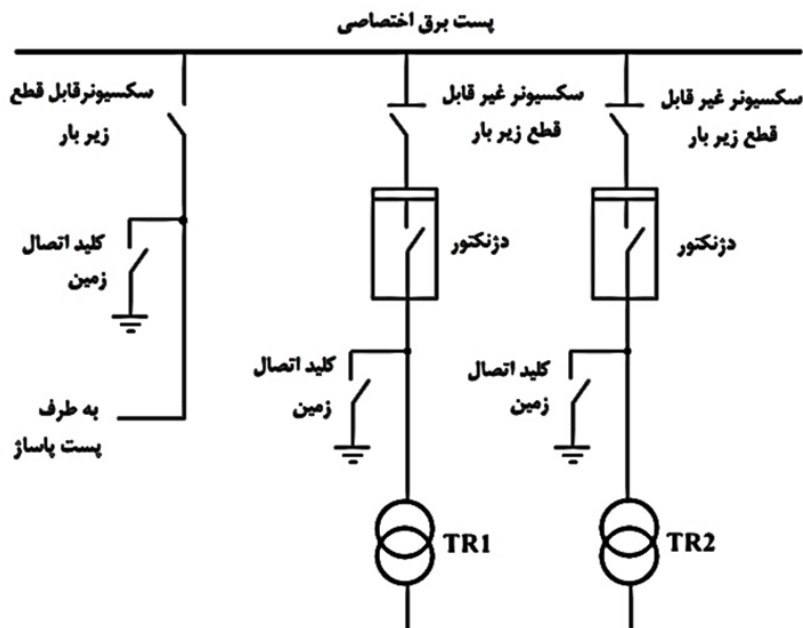 پست برق اختصاصی
سکسیونرقابل قطع
زیر بار
سکسیونر غیر قابل
قطع زیر بار
سکسیونر غیر قابل
قطع زیر بار
کلید اتصال
زمین
دژنکتور
دژنکتور
کلید اتصال
زمین
کلید اتصال
زمین
به طرف
پست پاساژ
TR1
TR2